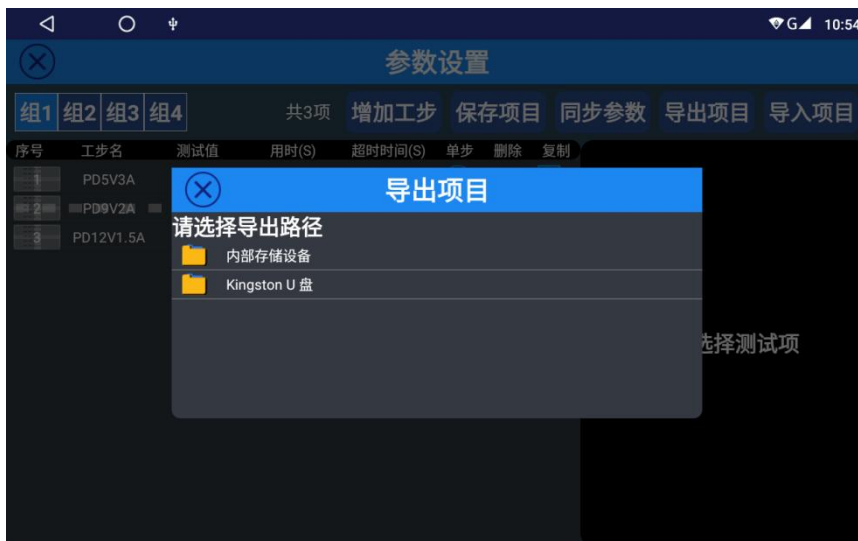 G 10:54
参数设置
组1 组2 组3 组4 共3项 增加工步 保存项目 同步参数 导出项目 导入项目
序号 工步名 测试值 用时(S) 超时时间(S) 单步 删除 复制
1 PD5V3A
2 PD9V2A
3 PD12V1.5A
导出项目
请选择导出路径
内部存储设备
Kingston U 盘
选择测试项